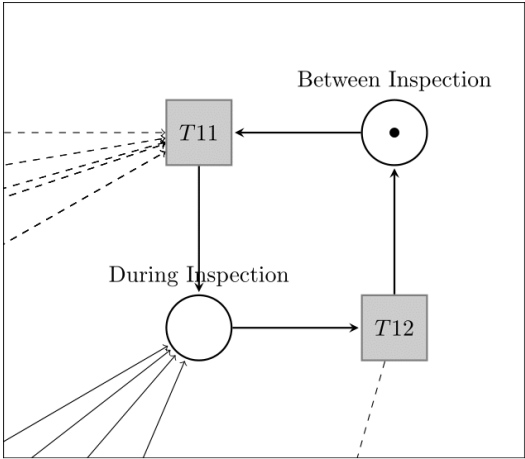 Between Inspection
T11
During Inspection
T12